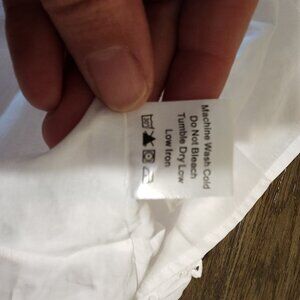 Machine Wash Cold
Do Not Bleach
Tumble Dry Low
Low Iron